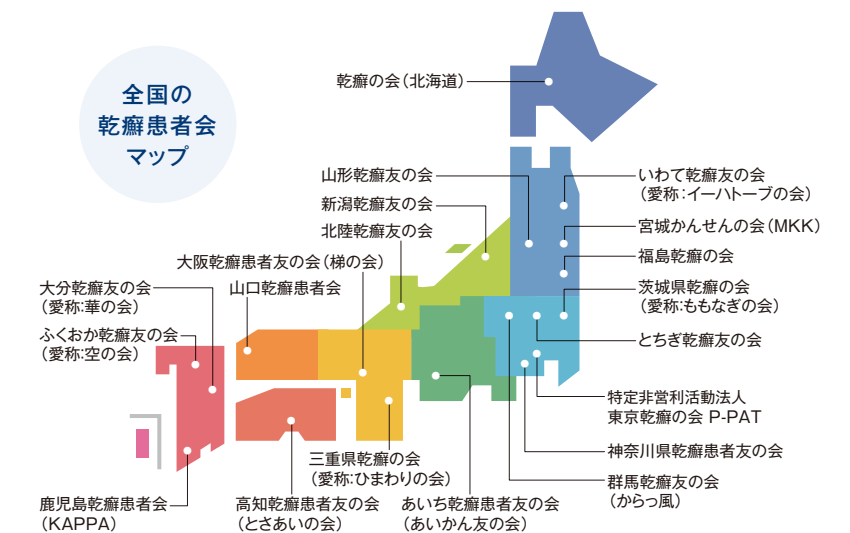 全国の
乾癬患者会
マップ
乾癬の会（北海道）
山形乾癬友の会
新潟乾癬友の会
北陸乾癬友の会
大阪乾癬患者友の会（梯の会）
山口乾癬患者会
大分乾癬友の会
（愛称：華の会）
ふくおか乾癬友の会
（愛称：空の会）
いわて乾癬友の会
（愛称：イーハトーブの会）
宮城かんせんの会（MKK）
福島乾癬の会
茨城県乾癬の会
（愛称：ももなぎの会）
とちぎ乾癬友の会
特定非営利活動法人
東京乾癬の会 P-PAT
神奈川県乾癬患者友の会
群馬乾癬友の会
（からっ風）
三重県乾癬の会
（愛称：ひまわりの会）
鹿児島乾癬患者会
（KAPPA）
高知乾癬患者友の会
（とさあいの会）
あいち乾癬患者友の会
（あいかん友の会）